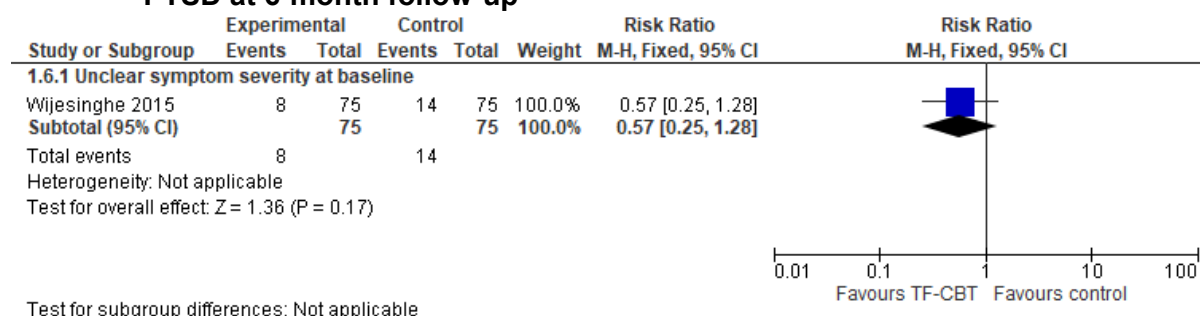 PTSD at 6 month follow-up
Experimental Control Risk Ratio Risk Ratio
Study or Subgroup Events Total Events Total Weight M-H, Fixed, 95% CI M-H, Fixed, 95% CI
1.6.1 Unclear symptom severity at baseline
Wijesinghe 2015 8 75 14 75 100.0% 0.57 [0.25, 1.28]
Subtotal (95% CI) 75 75 100.0% 0.57 [0.25, 1.28]
Total events 8 14
Heterogeneity: Not applicable
Test for overall effect: Z = 1.36 (P = 0.17)
0.01 0.1 1 10 100
Favours TF-CBT Favours control
Test for subgroup differences: Not applicable